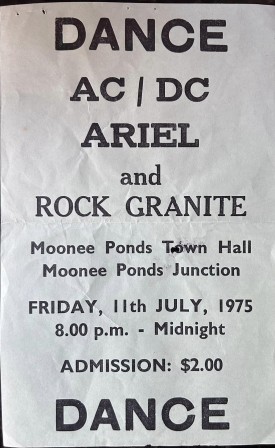 DANCE
AC / DC
ARIEL
and
ROCK GRANITE
Moonee Ponds Town Hall
Moonee Ponds Junction
FRIDAY, 11th JULY, 1975
8.00 p.m. - Midnight
ADMISSION: $2.00
DANCE